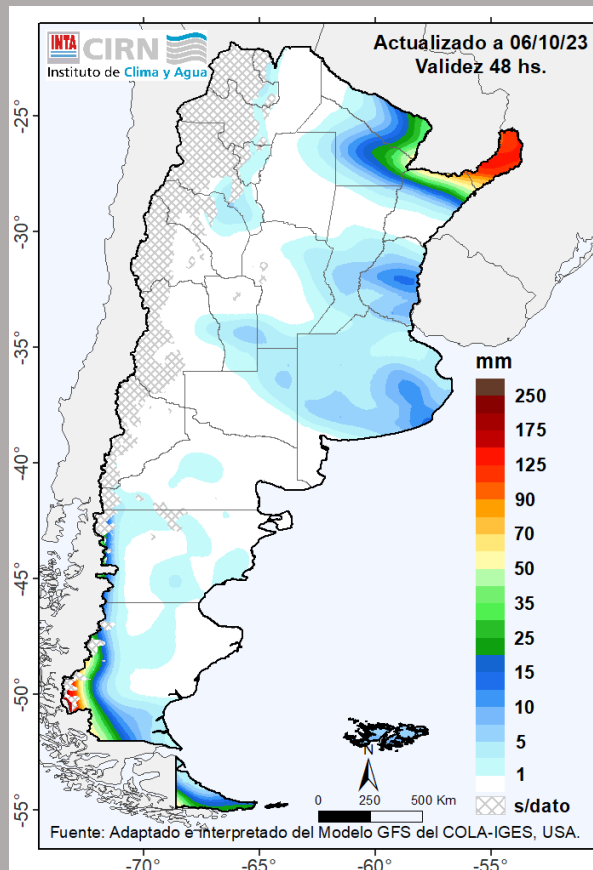 INTA CIRN
Instituto de Clima y Agua
Actualizado a 06/10/23
Validez 48 hs.
-25°
-30°
-35°
-40°
-45°
-50°
-55°
mm
250
175
125
90
70
50
35
25
15
10
5
1
s/dato
N
0 250 500 Km
Fuente: Adaptado e interpretado del Modelo GFS del COLA-IGES, USA.
-70° -65° -60° -55°